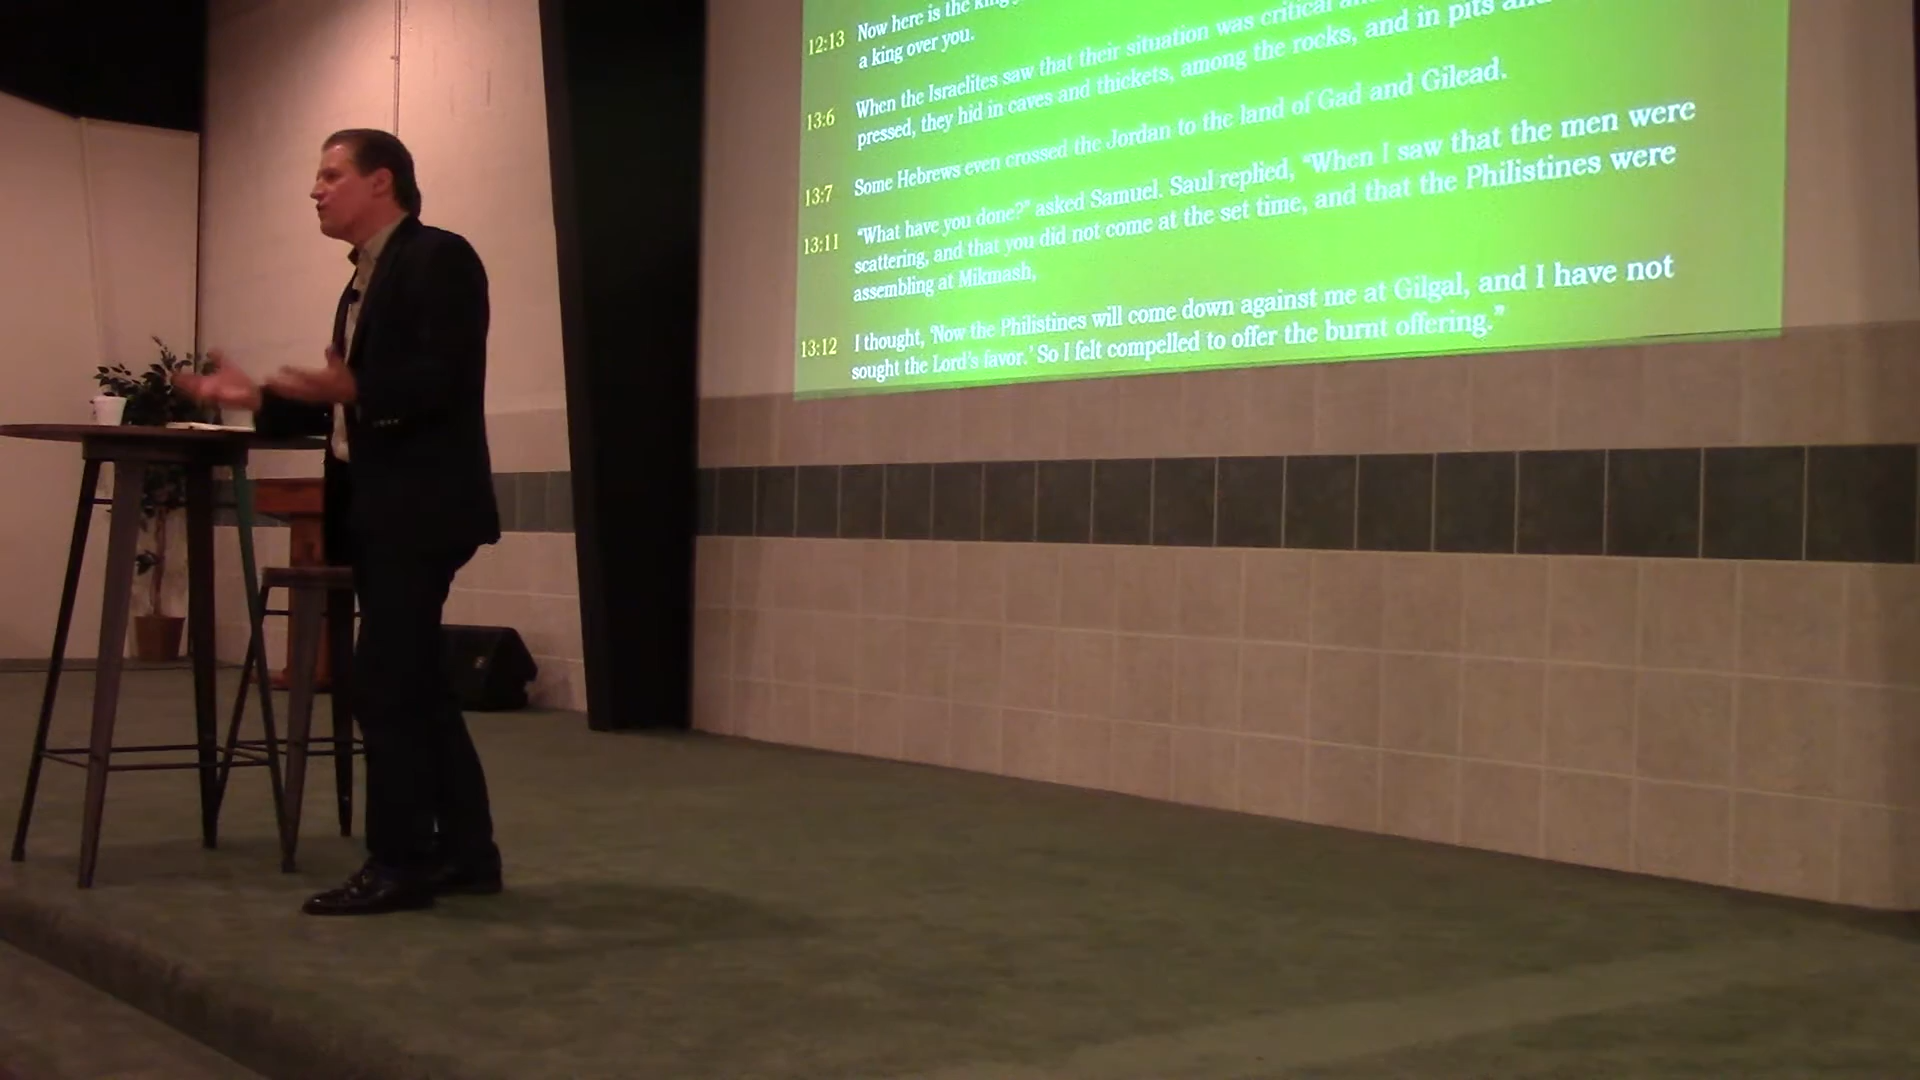 12:13 Now here is the king
a king over you.
13:6 When the Israelites saw that their situation was critical
pressed, they hid in caves and thickets, among the rocks, and in pits
13:7 Some Hebrews even crossed the Jordan to the land of Gad and Gilead.
13:11 “What have you done?” asked Samuel. Saul replied, “When I saw that the men were
scattering, and that you did not come at the set time, and that the Philistines were
assembling at Mikmash,
13:12 I thought, ‘Now the Philistines will come down against me at Gilgal, and I have not
sought the Lord’s favor.’ So I felt compelled to offer the burnt offering.”